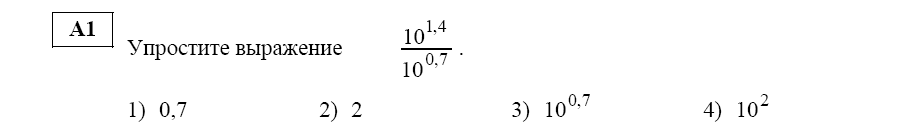 А1
Упростите выражение 10^1,4 / 10^0,7 .
1) 0,7 2) 2 3) 10^0,7 4) 10^2